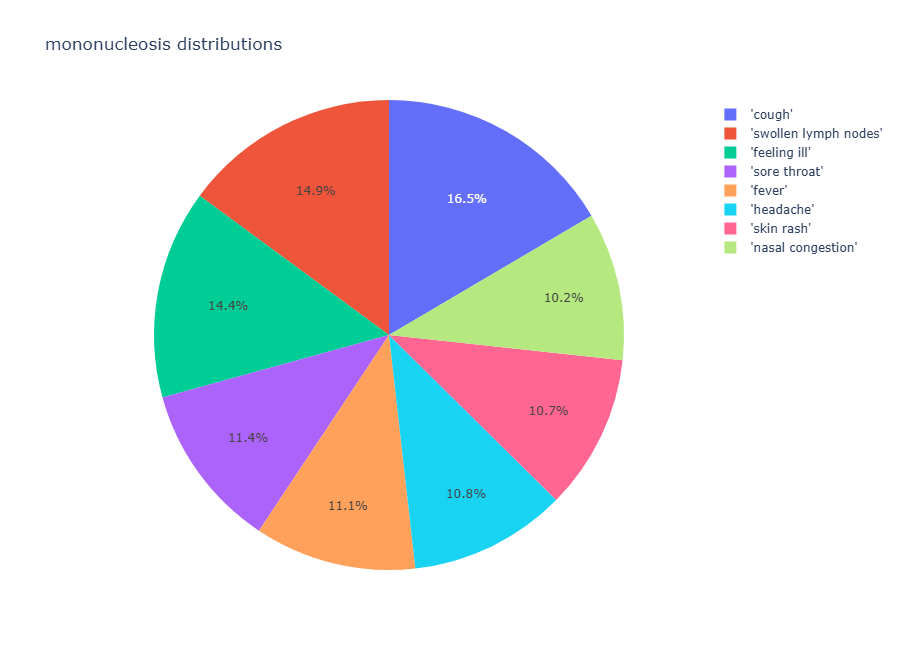 mononucleosis distributions
'cough'
'swollen lymph nodes'
'feeling ill'
'sore throat'
'fever'
'headache'
'skin rash'
'nasal congestion'
14.9%
16.5%
14.4%
10.2%
11.4%
10.7%
11.1%
10.8%